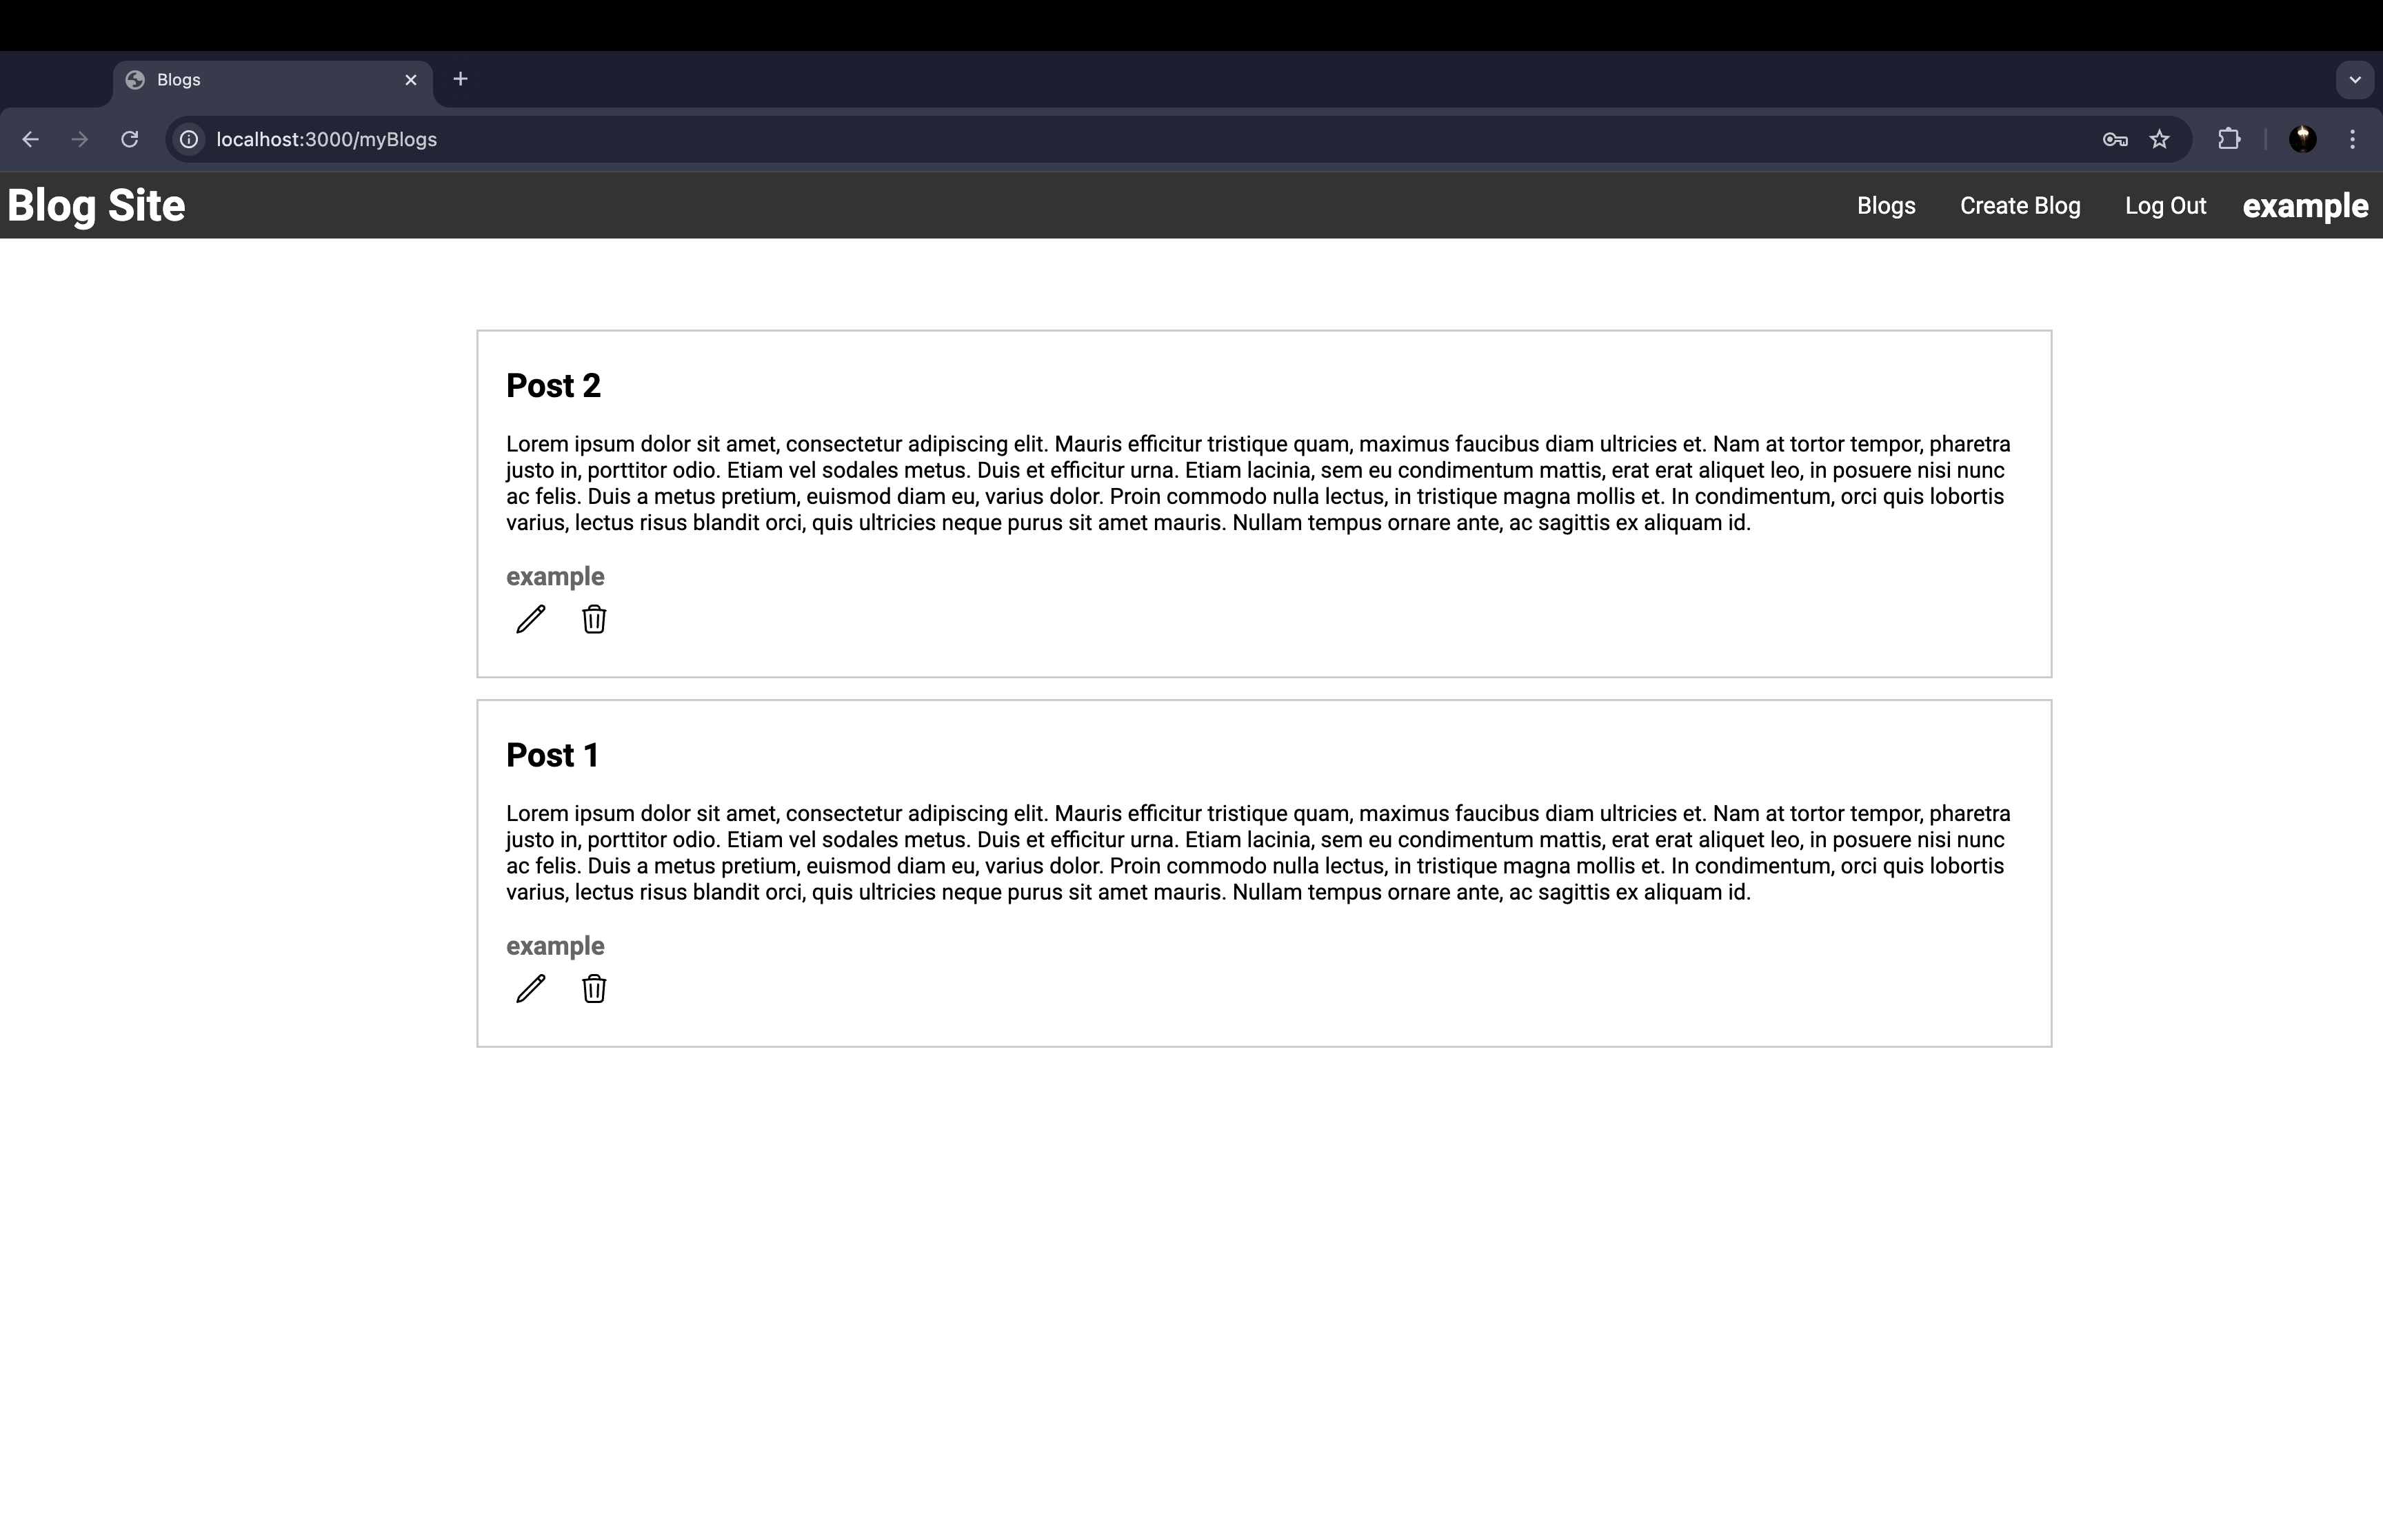 Blogs
localhost:3000/myBlogs
Blog Site
Blogs
Create Blog
Log Out
example
Post 2
Lorem ipsum dolor sit amet, consectetur adipiscing elit. Mauris efficitur tristique quam, maximus faucibus diam ultricies et. Nam at tortor tempor, pharetra
justo in, porttitor odio. Etiam vel sodales metus. Duis et efficitur urna. Etiam lacinia, sem eu condimentum mattis, erat erat aliquet leo, in posuere nisi nunc
ac felis. Duis a metus pretium, euismod diam eu, varius dolor. Proin commodo nulla lectus, in tristique magna mollis et. In condimentum, orci quis lobortis
varius, lectus risus blandit orci, quis ultricies neque purus sit amet mauris. Nullam tempus ornare ante, ac sagittis ex aliquam id.
example
Post 1
Lorem ipsum dolor sit amet, consectetur adipiscing elit. Mauris efficitur tristique quam, maximus faucibus diam ultricies et. Nam at tortor tempor, pharetra
justo in, porttitor odio. Etiam vel sodales metus. Duis et efficitur urna. Etiam lacinia, sem eu condimentum mattis, erat erat aliquet leo, in posuere nisi nunc
ac felis. Duis a metus pretium, euismod diam eu, varius dolor. Proin commodo nulla lectus, in tristique magna mollis et. In condimentum, orci quis lobortis
varius, lectus risus blandit orci, quis ultricies neque purus sit amet mauris. Nullam tempus ornare ante, ac sagittis ex aliquam id.
example